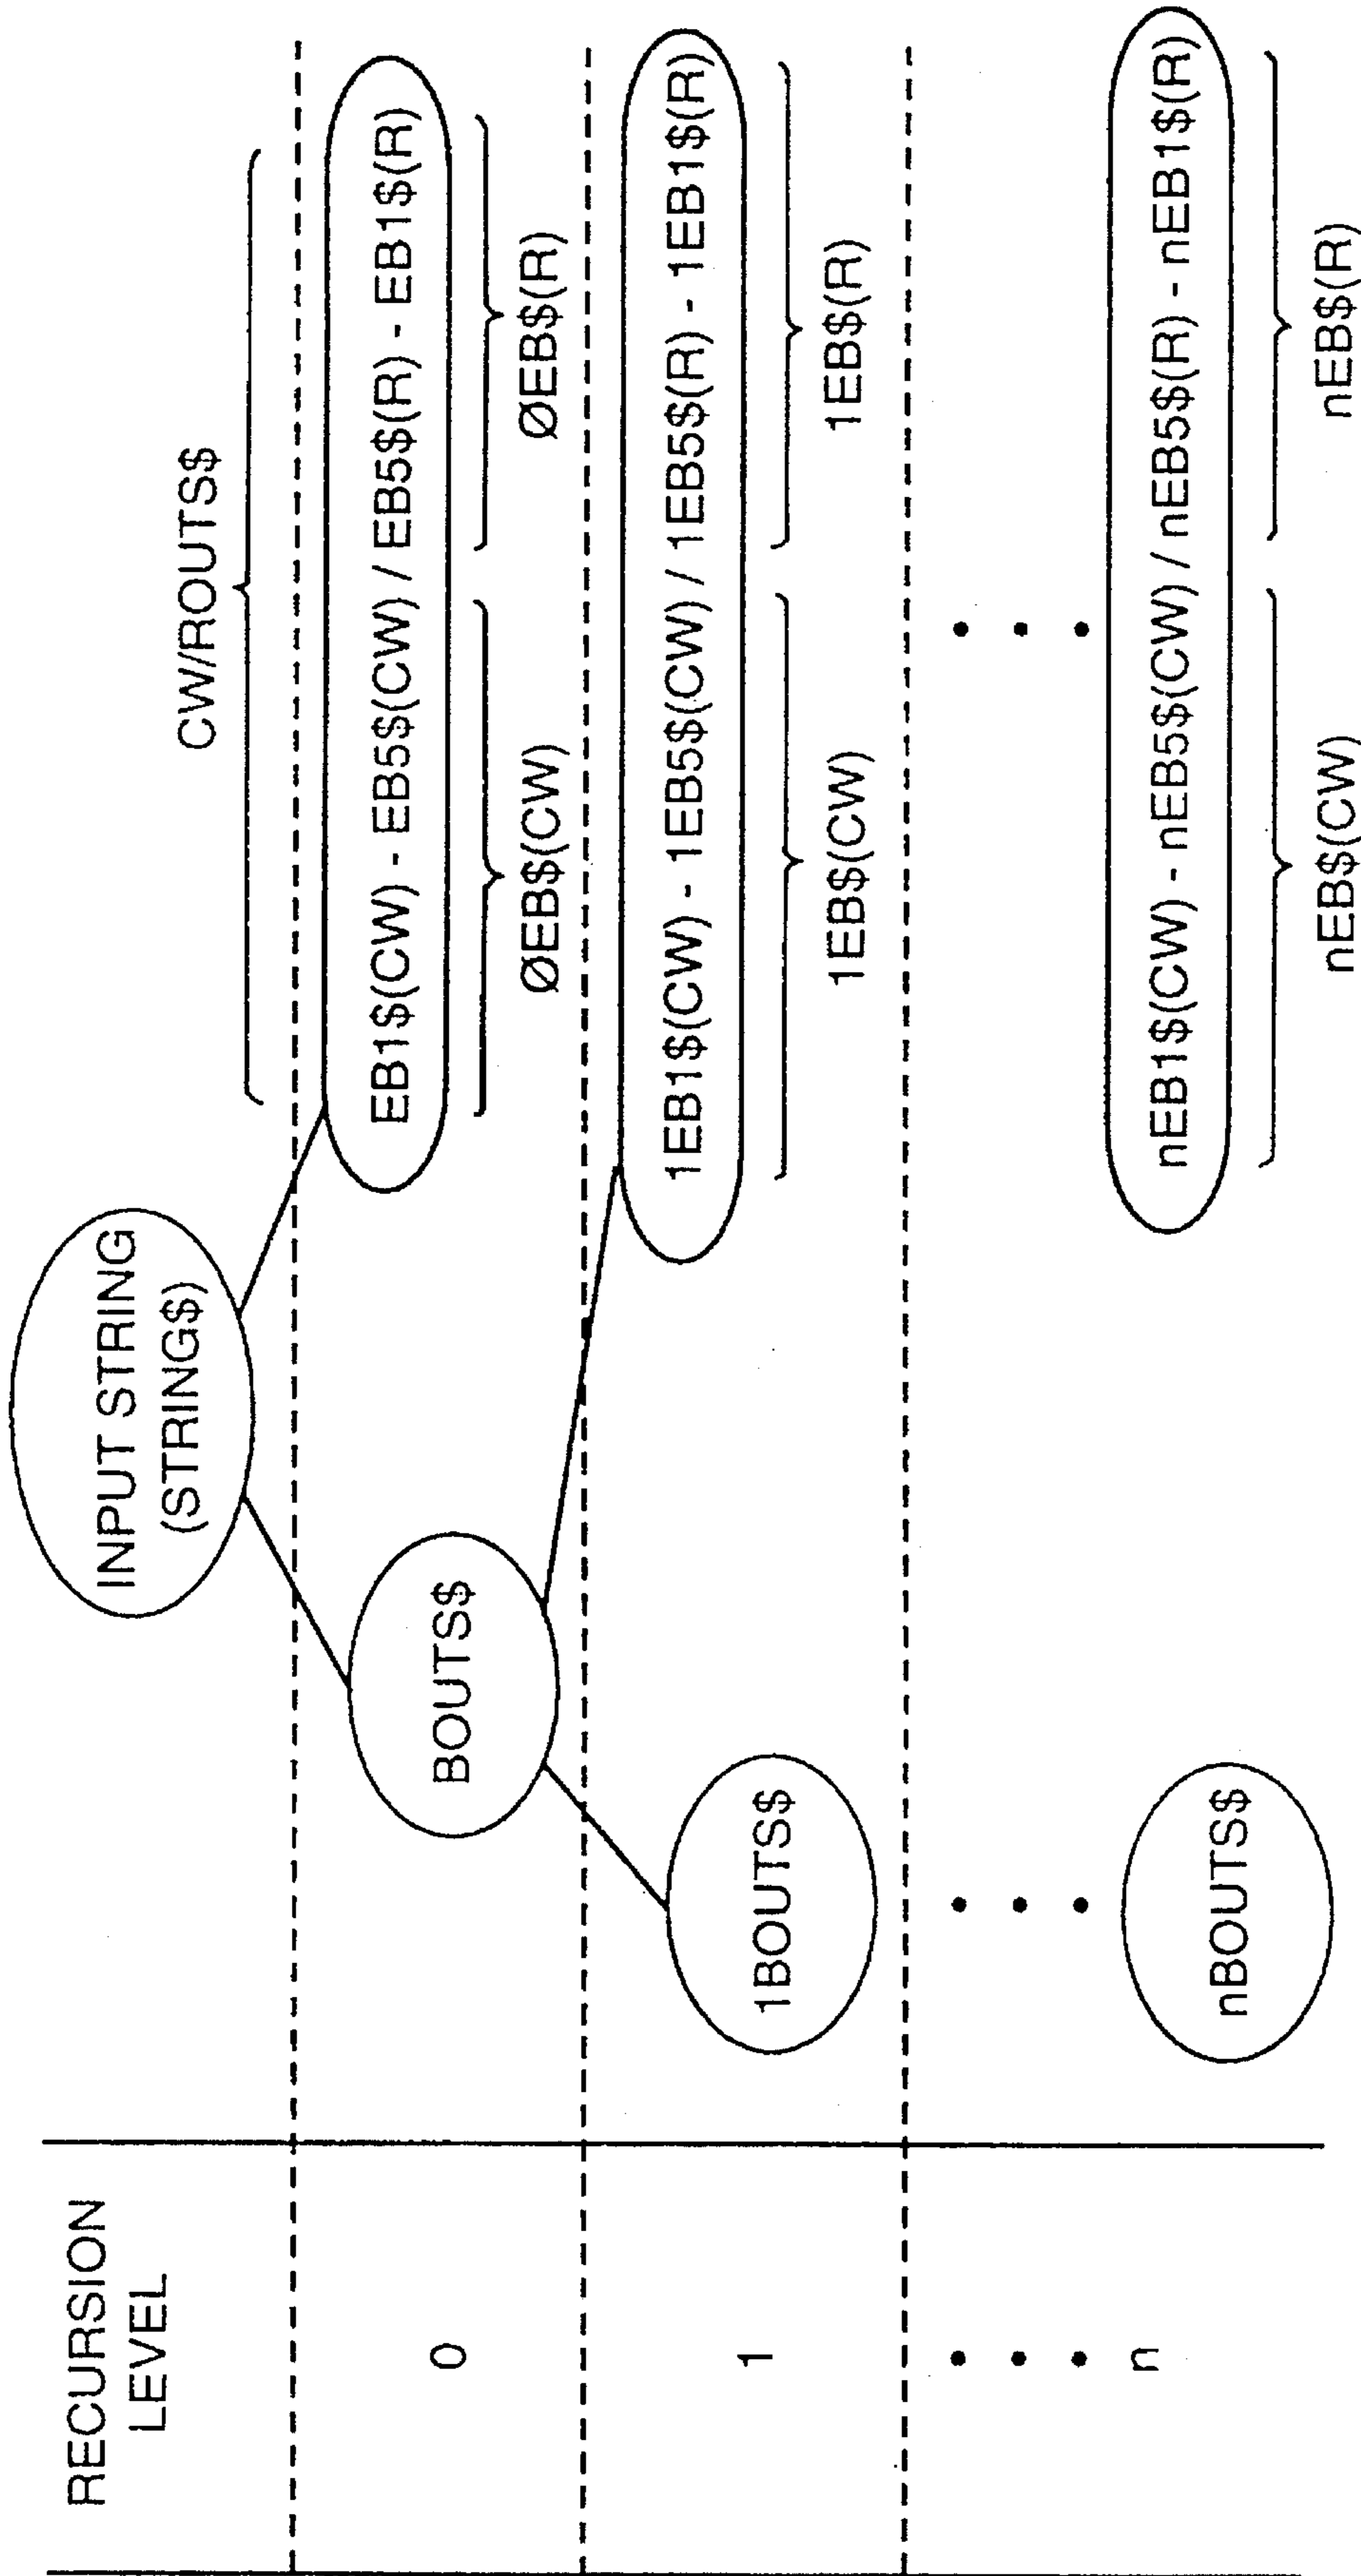 RECURSION
LEVEL
INPUT STRING
(STRING$)
CW/ROUTS$
0
BOUTS$
EB1$(CW) - EB5$(CW) / EB5$(R) - EB1$(R)
ØEB$(CW)
ØEB$(R)
1
1BOUTS$
1EB1$(CW) - 1EB5$(CW) / 1EB5$(R) - 1EB1$(R)
1EB$(CW)
1EB$(R)
n
nBOUTS$
nEB1$(CW) - nEB5$(CW) / nEB5$(R) - nEB1$(R)
nEB$(CW)
nEB$(R)